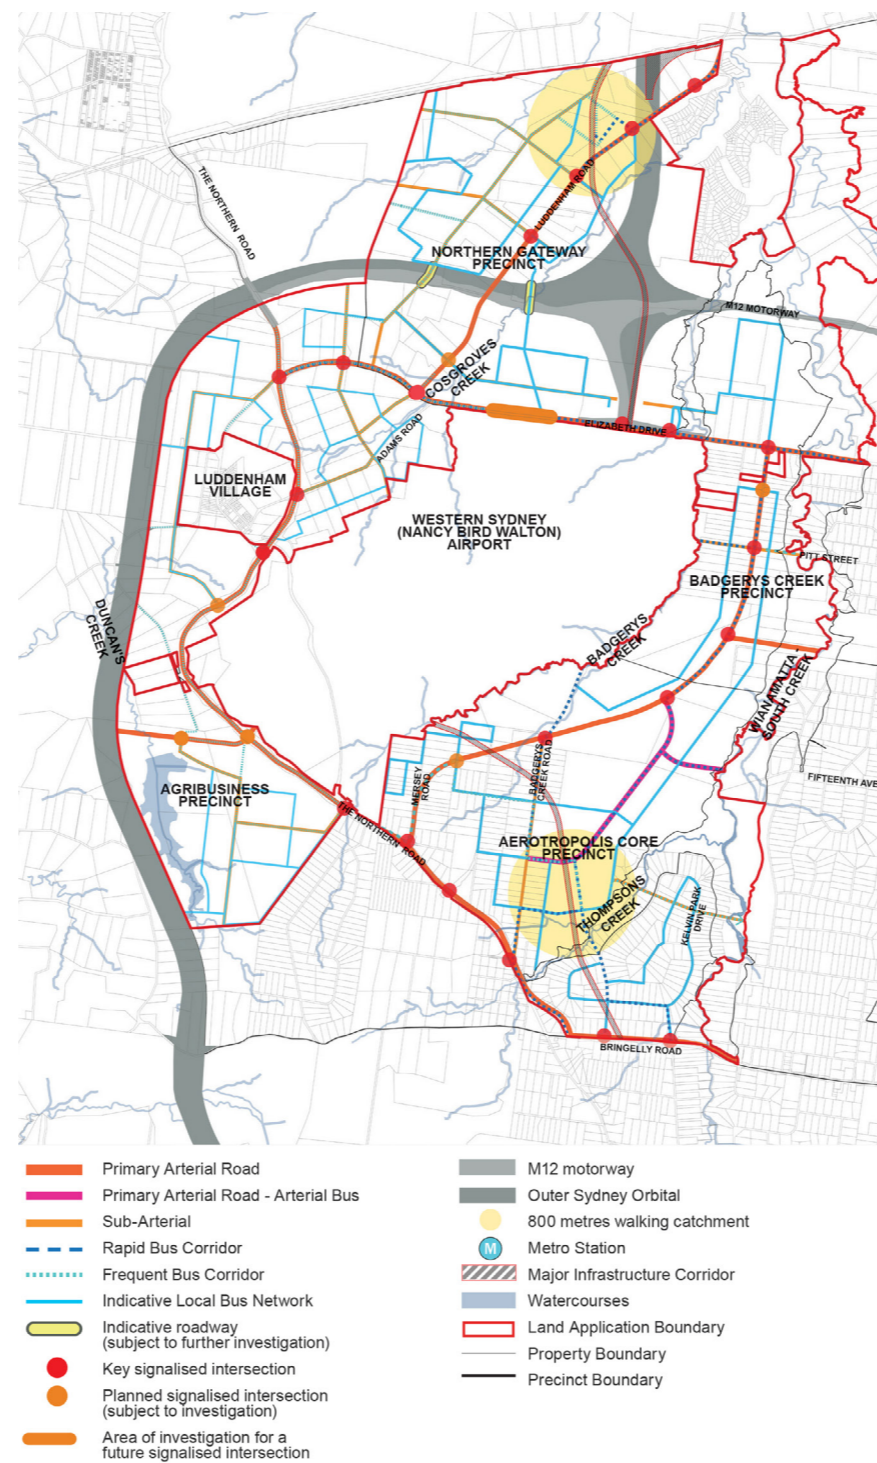 THE NORTHERN ROAD
LUDDENHAM ROAD
NORTHERN GATEWAY
PRECINCT
M12 MOTORWAY
COSGROVES
CREEK
ADAMS ROAD
ELIZABETH DRIVE
LUDDENHAM
VILLAGE
WESTERN SYDNEY
(NANCY BIRD WALTON)
AIRPORT
PITT STREET
BADGERYS CREEK
PRECINCT
DUNCAN'S
CREEK
BADGERYS
CREEK
WIANAMATTA -
SOUTH CREEK
FIFTEENTH AVE
AGRIBUSINESS
PRECINCT
MERSEY
ROAD
BADGERYS
CREEK ROAD
THE NORTHERN ROAD
AEROTROPOLIS CORE
PRECINCT
THOMPSONS
CREEK
KELVIN PARK
DRIVE
BRINGELLY ROAD
Primary Arterial Road
Primary Arterial Road - Arterial Bus
Sub-Arterial
Rapid Bus Corridor
Frequent Bus Corridor
Indicative Local Bus Network
Indicative roadway
(subject to further investigation)
Key signalised intersection
Planned signalised intersection
(subject to investigation)
Area of investigation for a
future signalised intersection
M12 motorway
Outer Sydney Orbital
800 metres walking catchment
M Metro Station
Major Infrastructure Corridor
Watercourses
Land Application Boundary
Property Boundary
Precinct Boundary